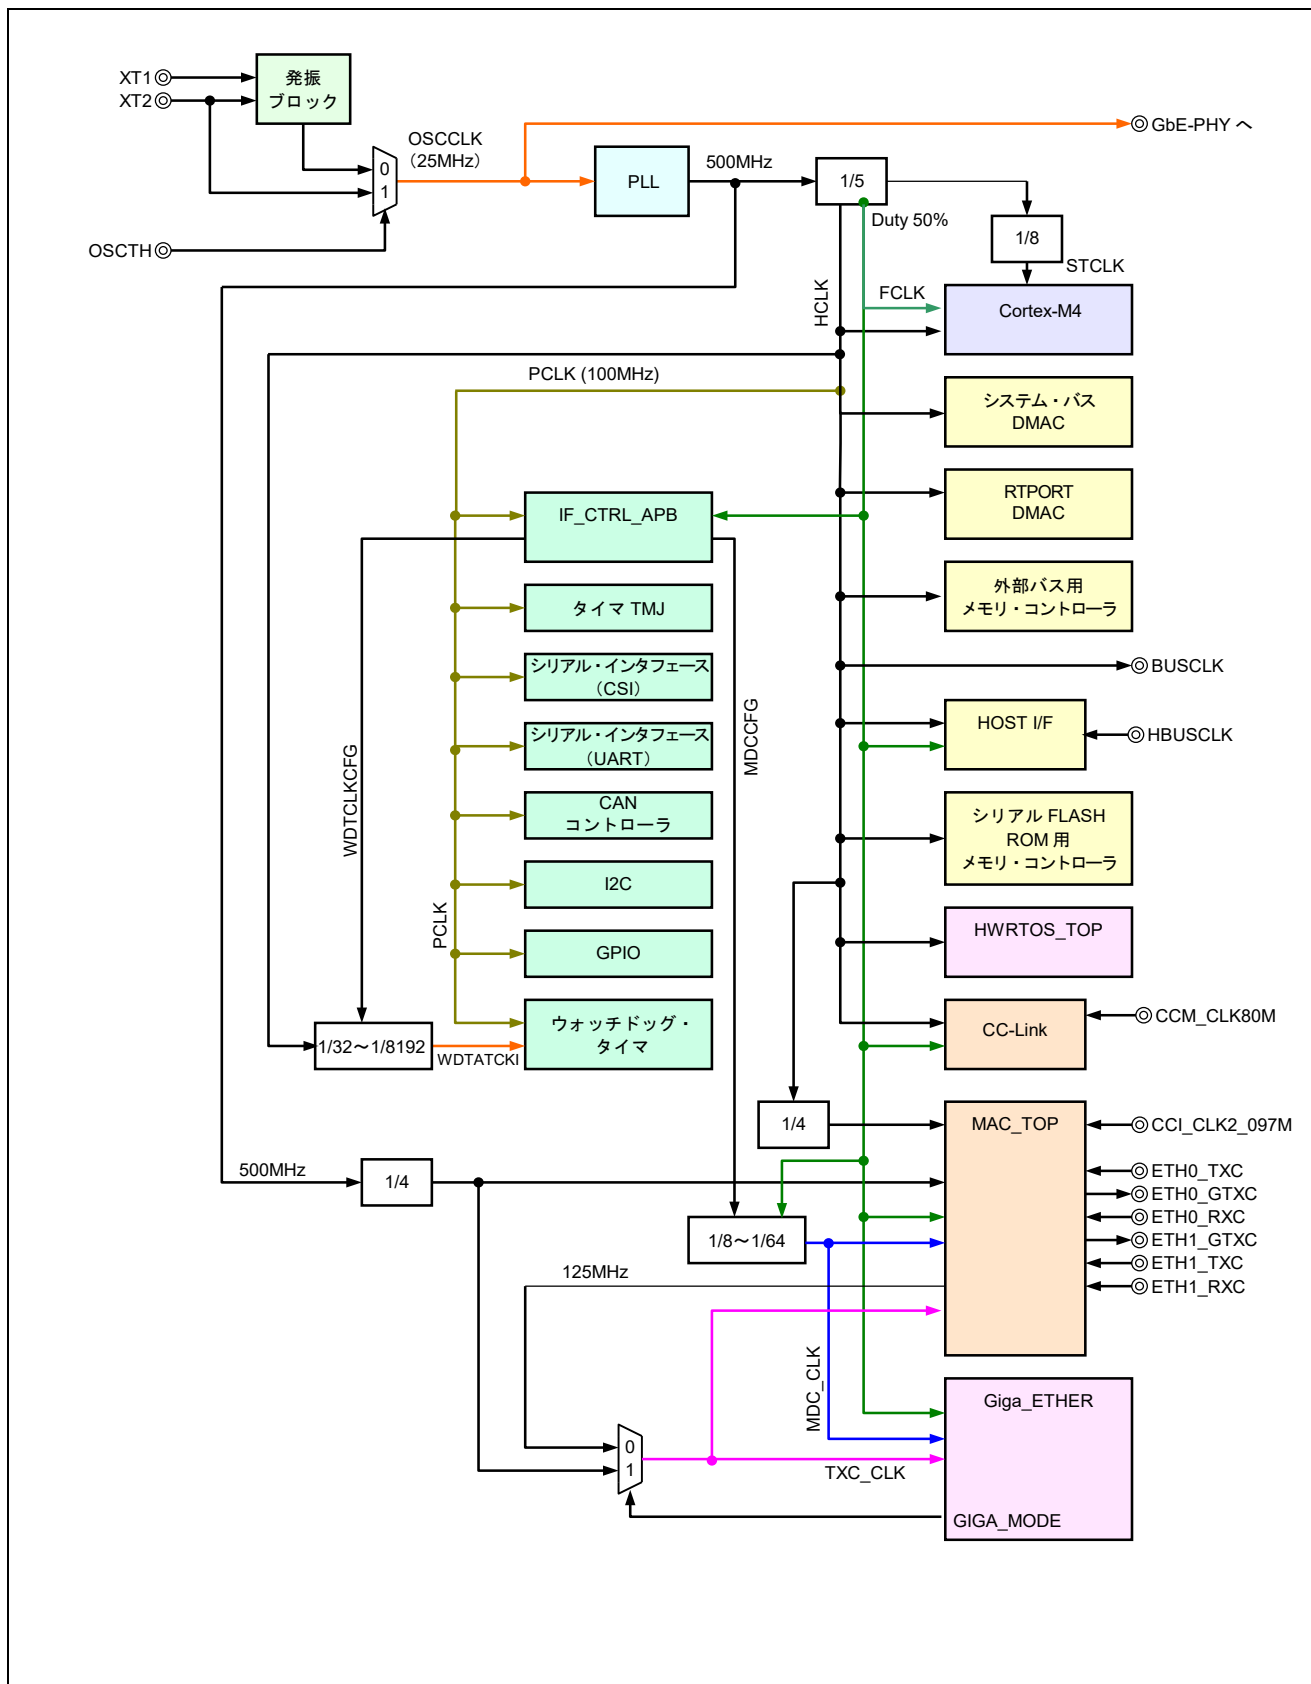 XT1
XT2
発振
ブロック
OSCCLK
（25MHz）
0
1
OSCTH
PLL
500MHz
1/5
Duty 50%
GbE-PHY へ
1/8
STCLK
HCLK
FCLK
Cortex-M4
PCLK (100MHz)
システム・バス
DMAC
RTPORT
DMAC
IF_CTRL_APB
外部バス用
メモリ・コントローラ
タイマ TMJ
シリアル・インタフェース
（CSI）
BUSCLK
シリアル・インタフェース
（UART）
HOST I/F
HBUSCLK
WDTCLKCFG
MDCCFG
CAN
コントローラ
シリアル FLASH
ROM 用
メモリ・コントローラ
I2C
PCLK
GPIO
HWRTOS_TOP
ウォッチドッグ・
タイマ
1/32～1/8192
WDTATCKI
CC-Link
CCM_CLK80M
1/4
MAC_TOP
CCI_CLK2_097M
500MHz
1/4
ETH0_TXC
ETH0_GTXC
ETH0_RXC
ETH1_GTXC
ETH1_TXC
ETH1_RXC
1/8～1/64
125MHz
MDC_CLK
Giga_ETHER
0
1
TXC_CLK
GIGA_MODE